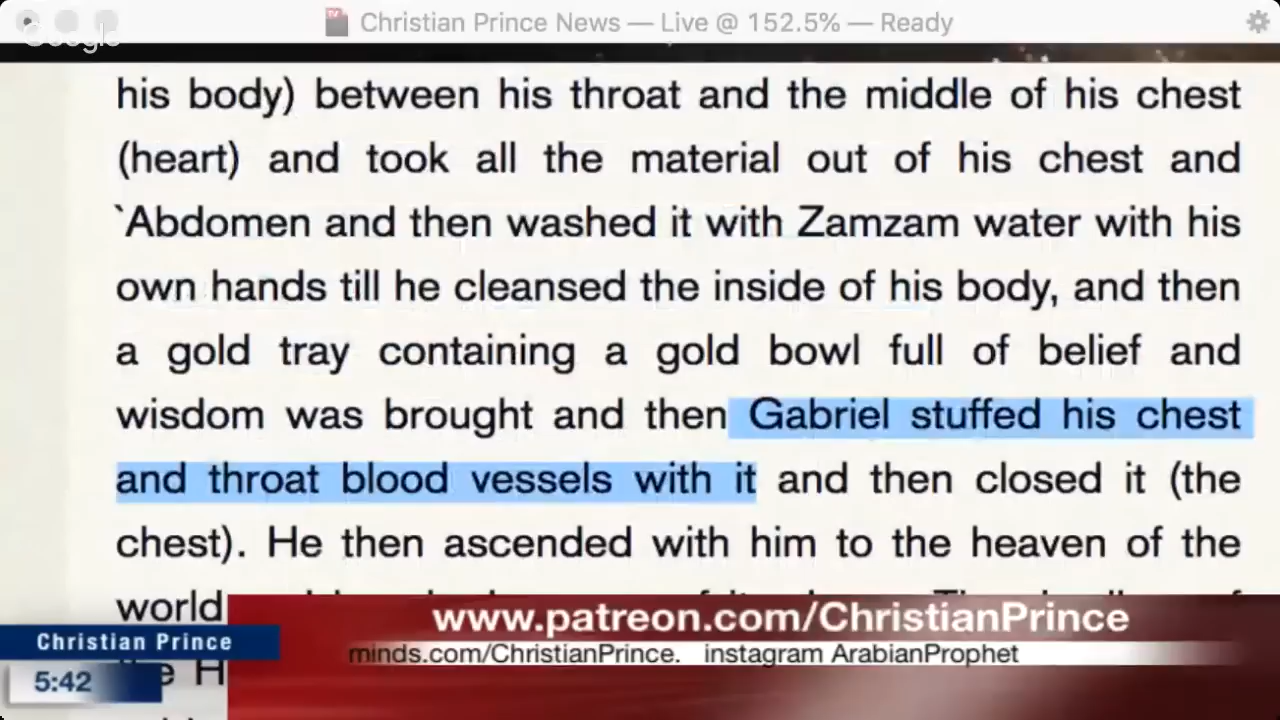 Christian Prince News — Live @ 152.5% — Ready
Google
his body) between his throat and the middle of his chest
(heart) and took all the material out of his chest and
`Abdomen and then washed it with Zamzam water with his
own hands till he cleansed the inside of his body, and then
a gold tray containing a gold bowl full of belief and
wisdom was brought and then Gabriel stuffed his chest
and throat blood vessels with it and then closed it (the
chest). He then ascended with him to the heaven of the
world
www.patreon.com/ChristianPrince
Christian Prince
minds.com/ChristianPrince. instagram ArabianProphet
5:42